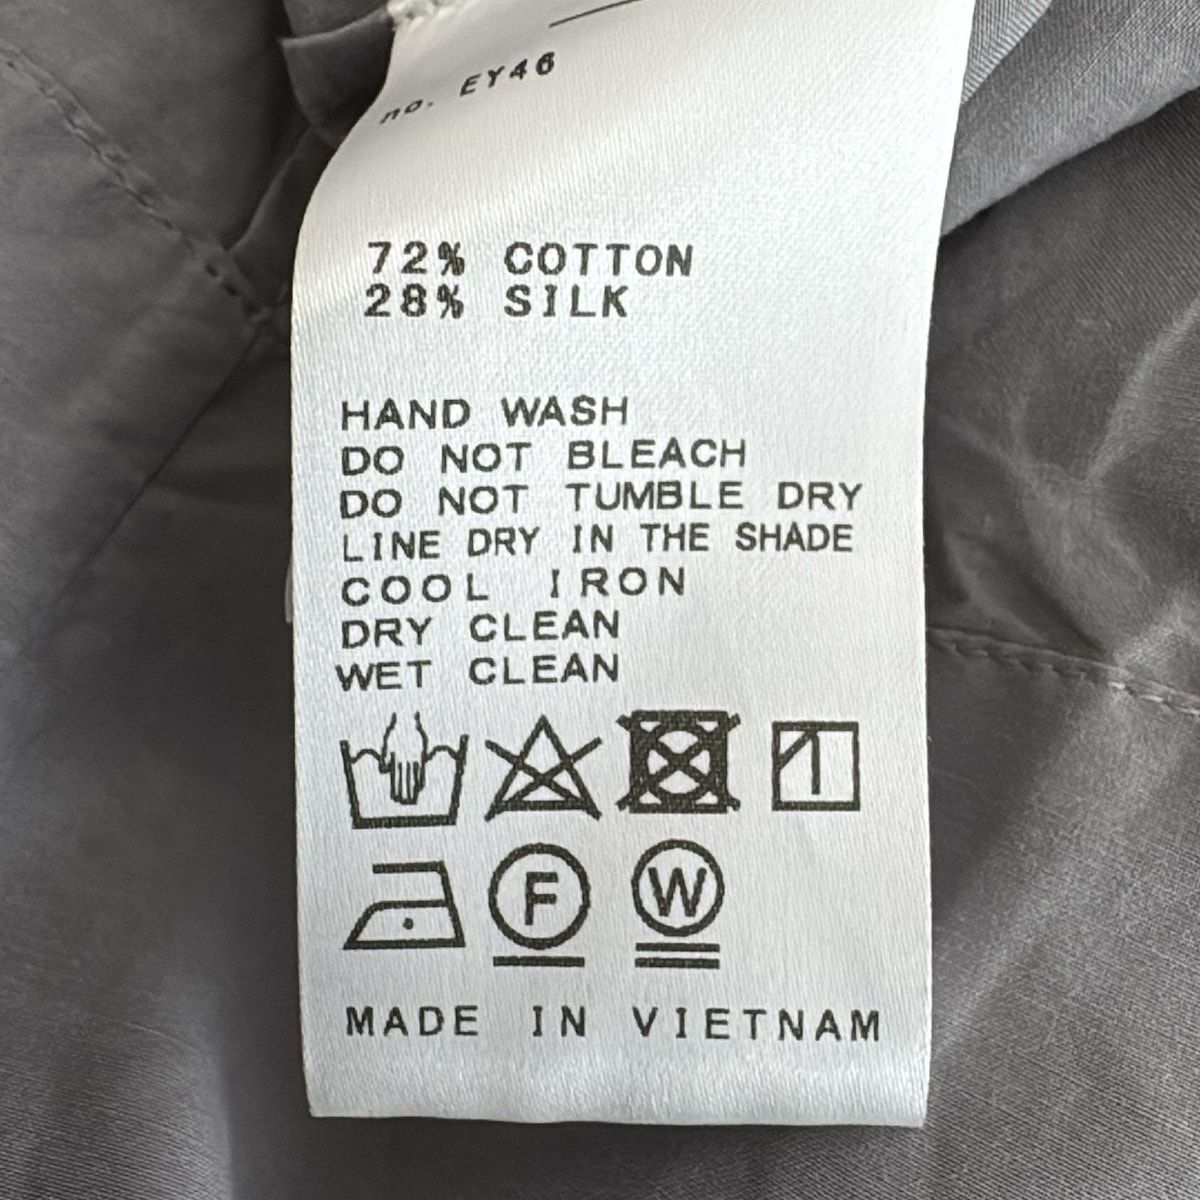 no. EY46
72% COTTON
28% SILK
HAND WASH
DO NOT BLEACH
DO NOT TUMBLE DRY
LINE DRY IN THE SHADE
COOL IRON
DRY CLEAN
WET CLEAN
F W
MADE IN VIETNAM